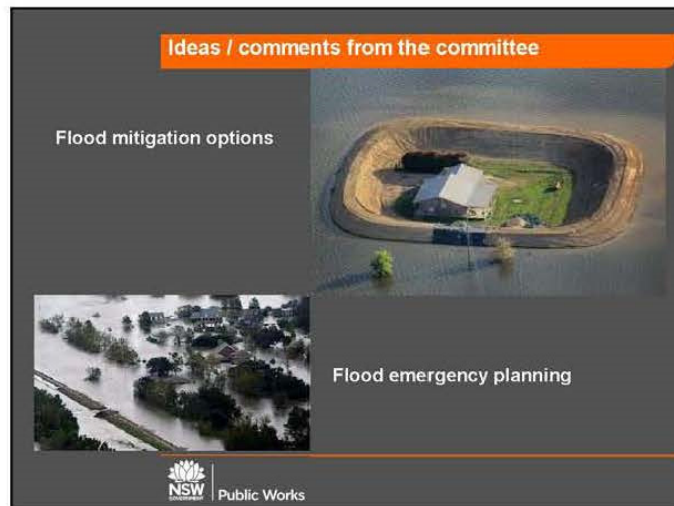 Ideas / comments from the committee
Flood mitigation options
Flood emergency planning
NSW
GOVERNMENT
Public Works